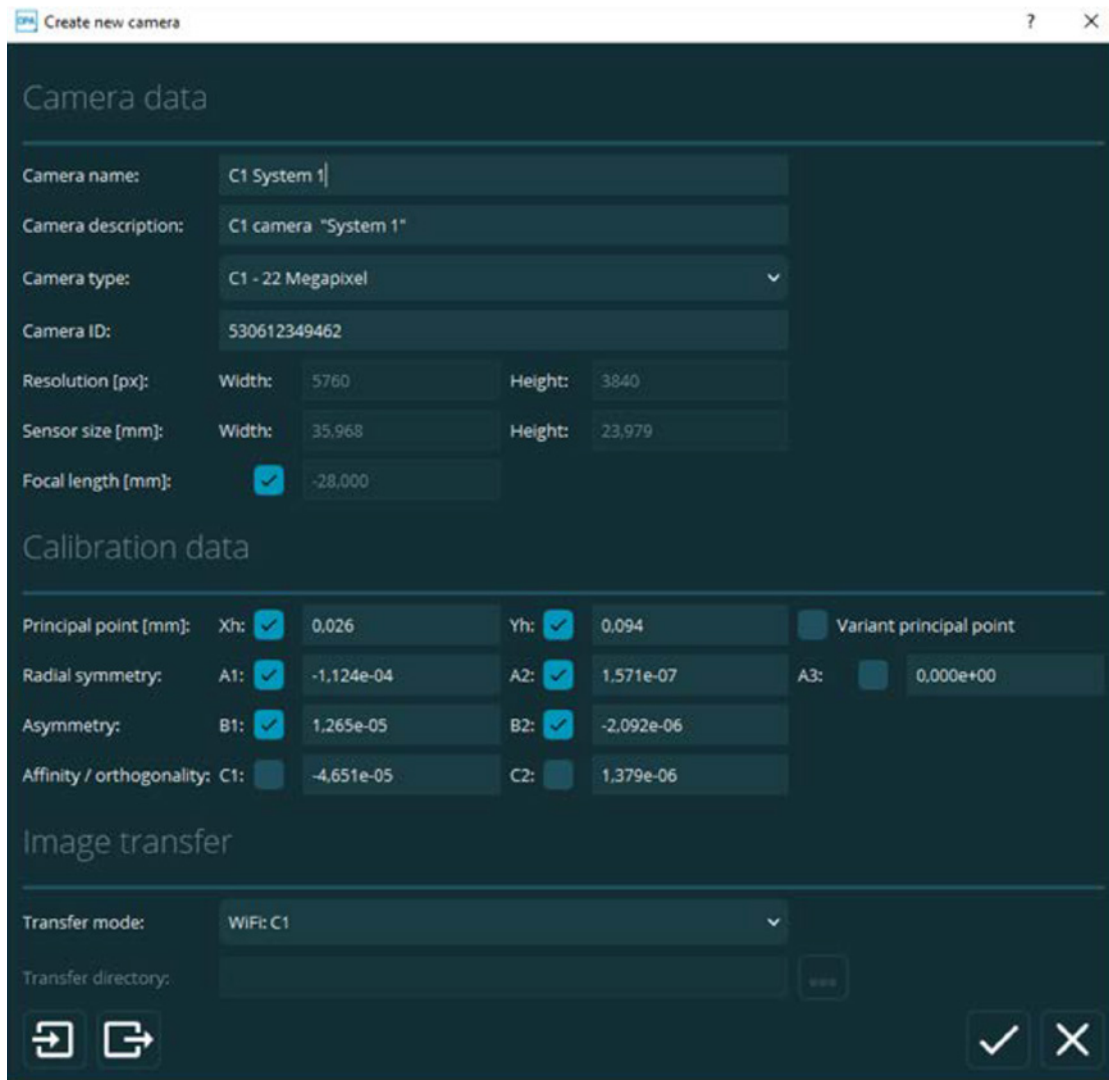 DPA Create new camera ?
Camera data
Camera name: C1 System 1
Camera description: C1 camera "System 1"
Camera type: C1 - 22 Megapixel
Camera ID: 530612349462
Resolution [px]: Width: 5760 Height: 3840
Sensor size [mm]: Width: 35,968 Height: 23,979
Focal length [mm]: -28,000
Calibration data
Principal point [mm]: Xh: 0,026 Yh: 0,094 Variant principal point
Radial symmetry: A1: -1,124e-04 A2: 1,571e-07 A3: 0,000e+00
Asymmetry: B1: 1,265e-05 B2: -2,092e-06
Affinity / orthogonality: C1: -4,651e-05 C2: 1,379e-06
Image transfer
Transfer mode: WiFi: C1
Transfer directory: ...